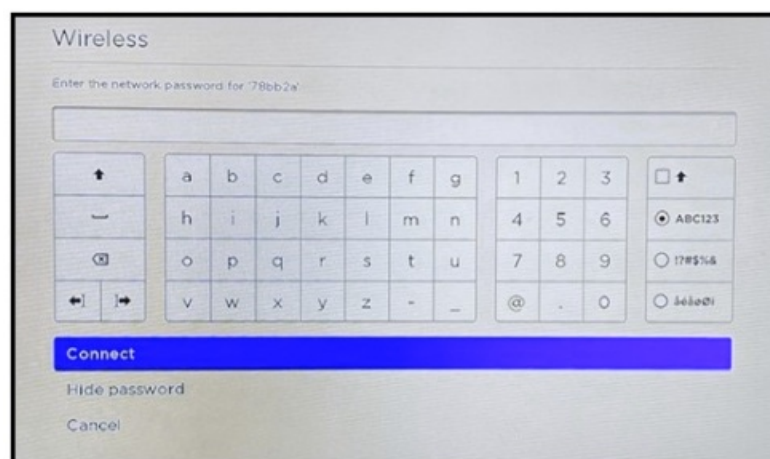 Wireless
Enter the network password for '78bb2a'
a b c d e f g 1 2 3
h i j k l m n 4 5 6 ABC123
o p q r s t u 7 8 9 !?#$%&
v w x y z - _ @ . 0 åéåoØi
Connect
Hide password
Cancel